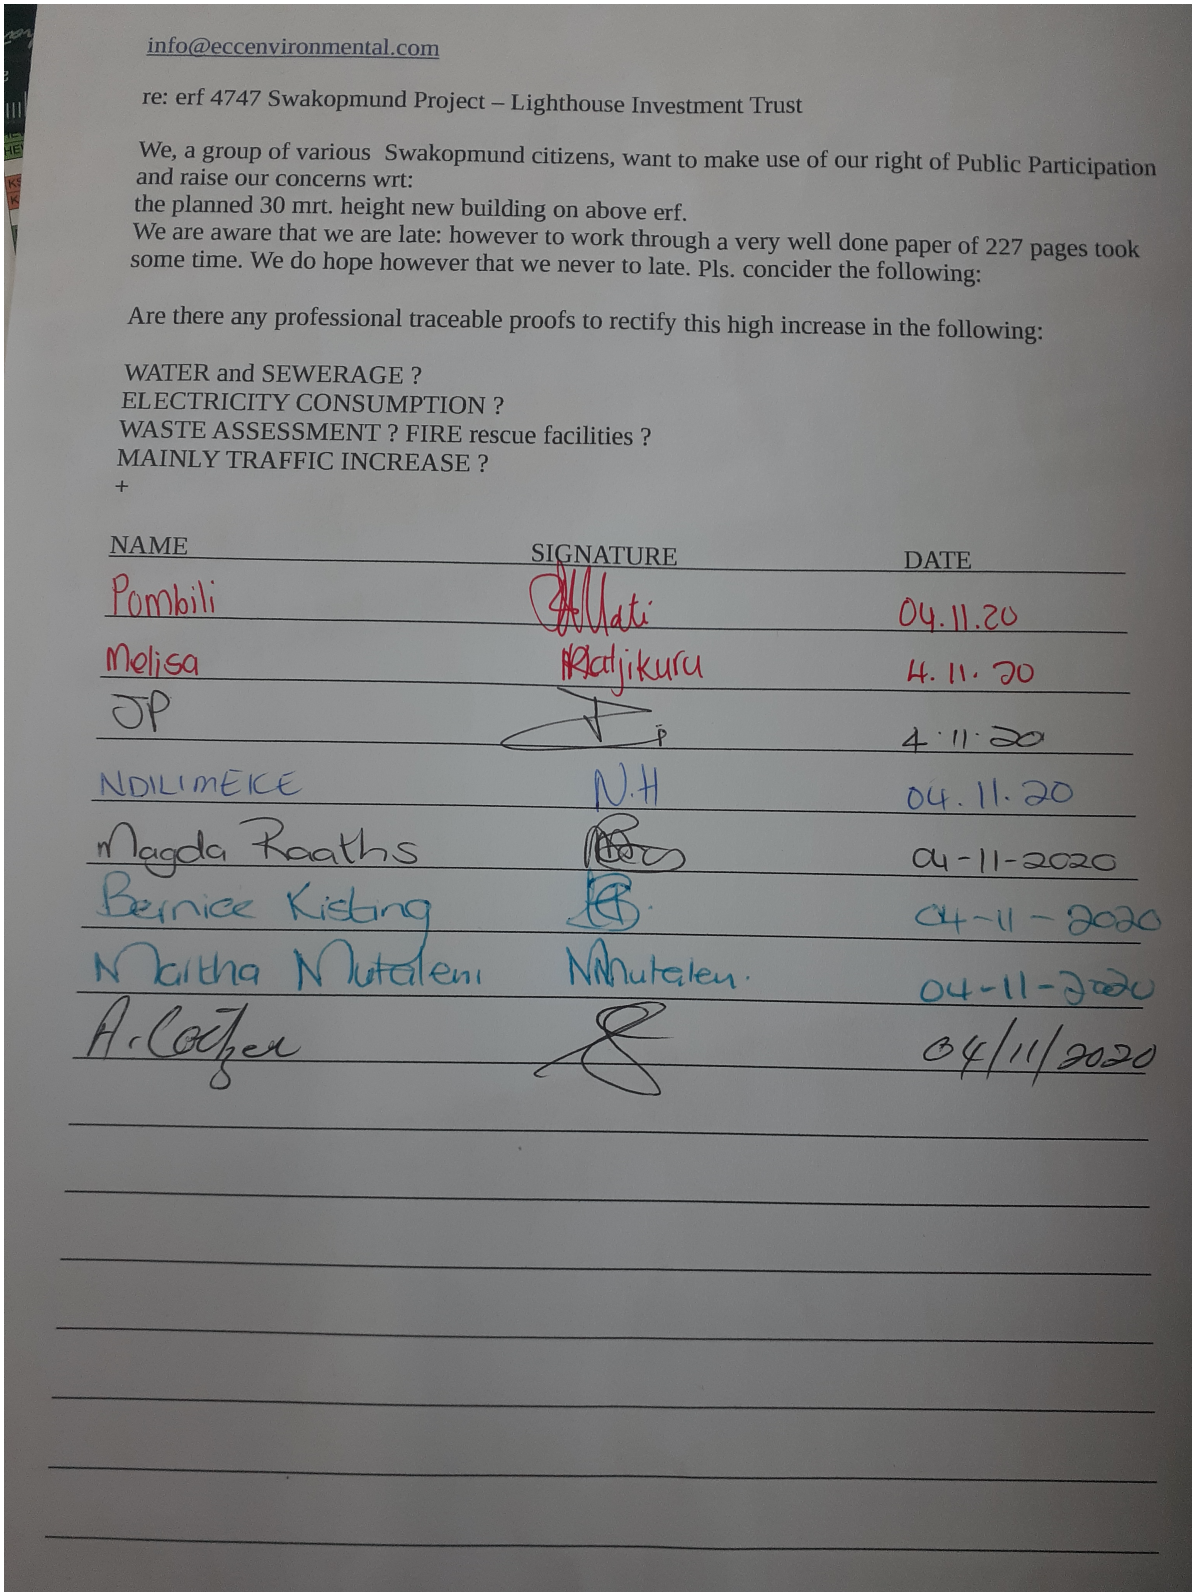 info@eccenvironmental.com
re: erf 4747 Swakopmund Project – Lighthouse Investment Trust
We, a group of various Swakopmund citizens, want to make use of our right of Public Participation
and raise our concerns wrt:
the planned 30 mrt. height new building on above erf.
We are aware that we are late: however to work through a very well done paper of 227 pages took
some time. We do hope however that we never to late. Pls. concider the following:
Are there any professional traceable proofs to rectify this high increase in the following:
WATER and SEWERAGE ?
ELECTRICITY CONSUMPTION ?
WASTE ASSESSMENT ? FIRE rescue facilities ?
MAINLY TRAFFIC INCREASE ?
+
NAME SIGNATURE DATE
Pombili 04.11.20
Melisa Katjikuru 4.11.20
JP 4.11.20
NDILIMEKE N.H 04.11.20
Magda Raaths 04-11-2020
Bernice Kisting 04-11-2020
Martha Mutaleni 04-11-2020
A. Coetzer 04/11/2020